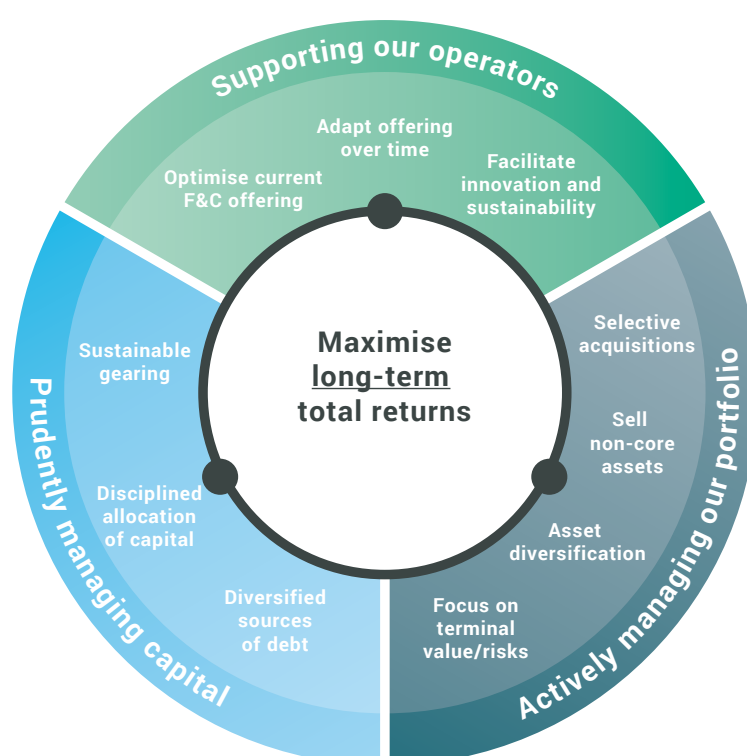 Supporting our operators
Adapt offering
over time
Optimise current
F&C offering
Facilitate
innovation and
sustainability
Maximise
long-term
total returns
Selective
acquisitions
Sell
non-core
assets
Asset
diversification
Focus on
terminal
value/risks
Actively managing our portfolio
Sustainable
gearing
Disciplined
allocation
of capital
Diversified
sources
of debt
Prudently managing capital